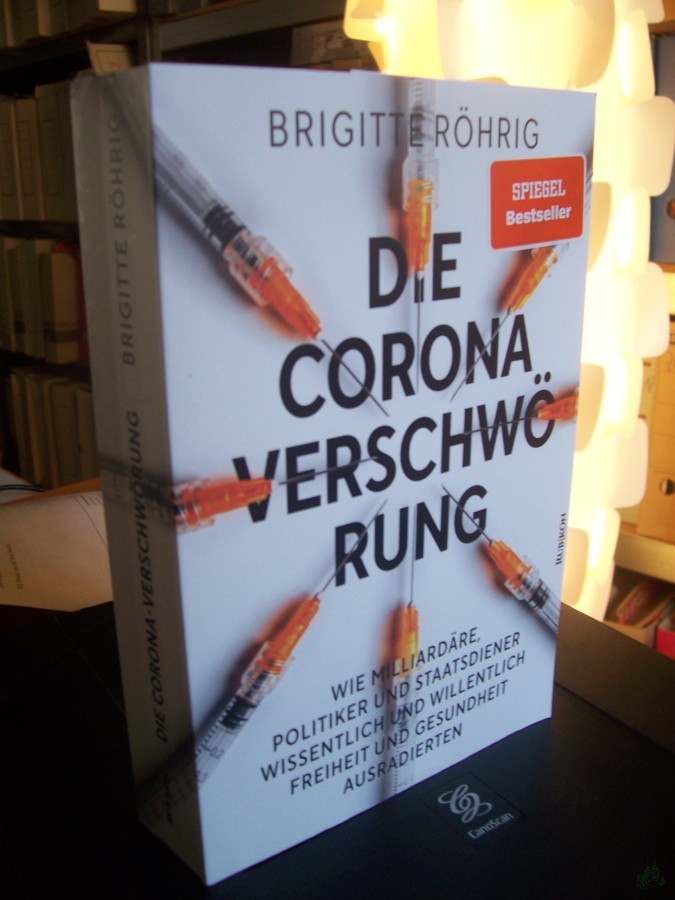 BRIGITTE RÖHRIG
SPIEGEL
Bestseller
DIE
CORONA
VERSCHWÖ
RUNG
WIE MILLIARDÄRE,
POLITIKER UND STAATSDIENER
WISSENTLICH UND WILLENTLICH
FREIHEIT UND GESUNDHEIT
AUSRADIERTEN
RUBIKON
DIE CORONA-VERSCHWÖRUNG BRIGITTE RÖHRIG
CanoScan